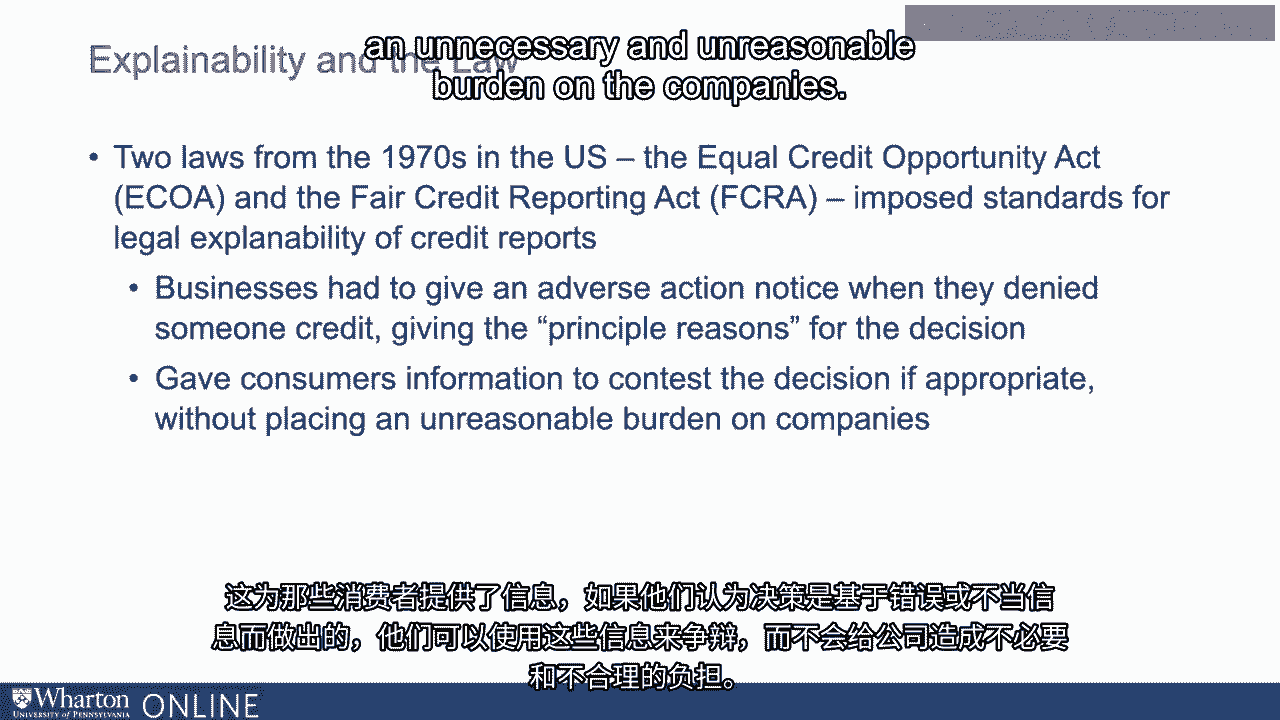 an unnecessary and unreasonable
Explainability and the Law
burden on the companies.
• Two laws from the 1970s in the US – the Equal Credit Opportunity Act
(ECOA) and the Fair Credit Reporting Act (FCRA) – imposed standards for
legal explanability of credit reports
• Businesses had to give an adverse action notice when they denied
someone credit, giving the “principle reasons” for the decision
• Gave consumers information to contest the decision if appropriate,
without placing an unreasonable burden on companies
这为那些消费者提供了信息，如果他们认为决策是基于错误或不当信
息而做出的，他们可以使用这些信息来争辩，而不会给公司造成不必要
和不合理的负担。
Wharton ONLINE
UNIVERSITY of PENNSYLVANIA